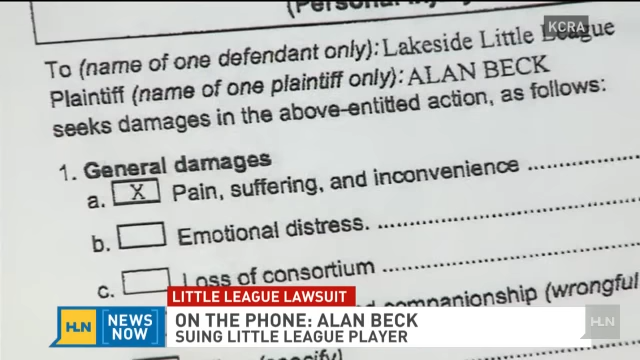 (Personal
KCRA
To (name of one defendant only): Lakeside Little League
Plaintiff (name of one plaintiff only): ALAN BECK
seeks damages in the above-entitled action, as follows:
1. General damages
a. X Pain, suffering, and inconvenience ....................
b. Emotional distress. ....................
c. Loss of consortium ....................
companionship (wrongful
LITTLE LEAGUE LAWSUIT
HLN NEWS NOW
ON THE PHONE: ALAN BECK
SUING LITTLE LEAGUE PLAYER
HLN
(specify)